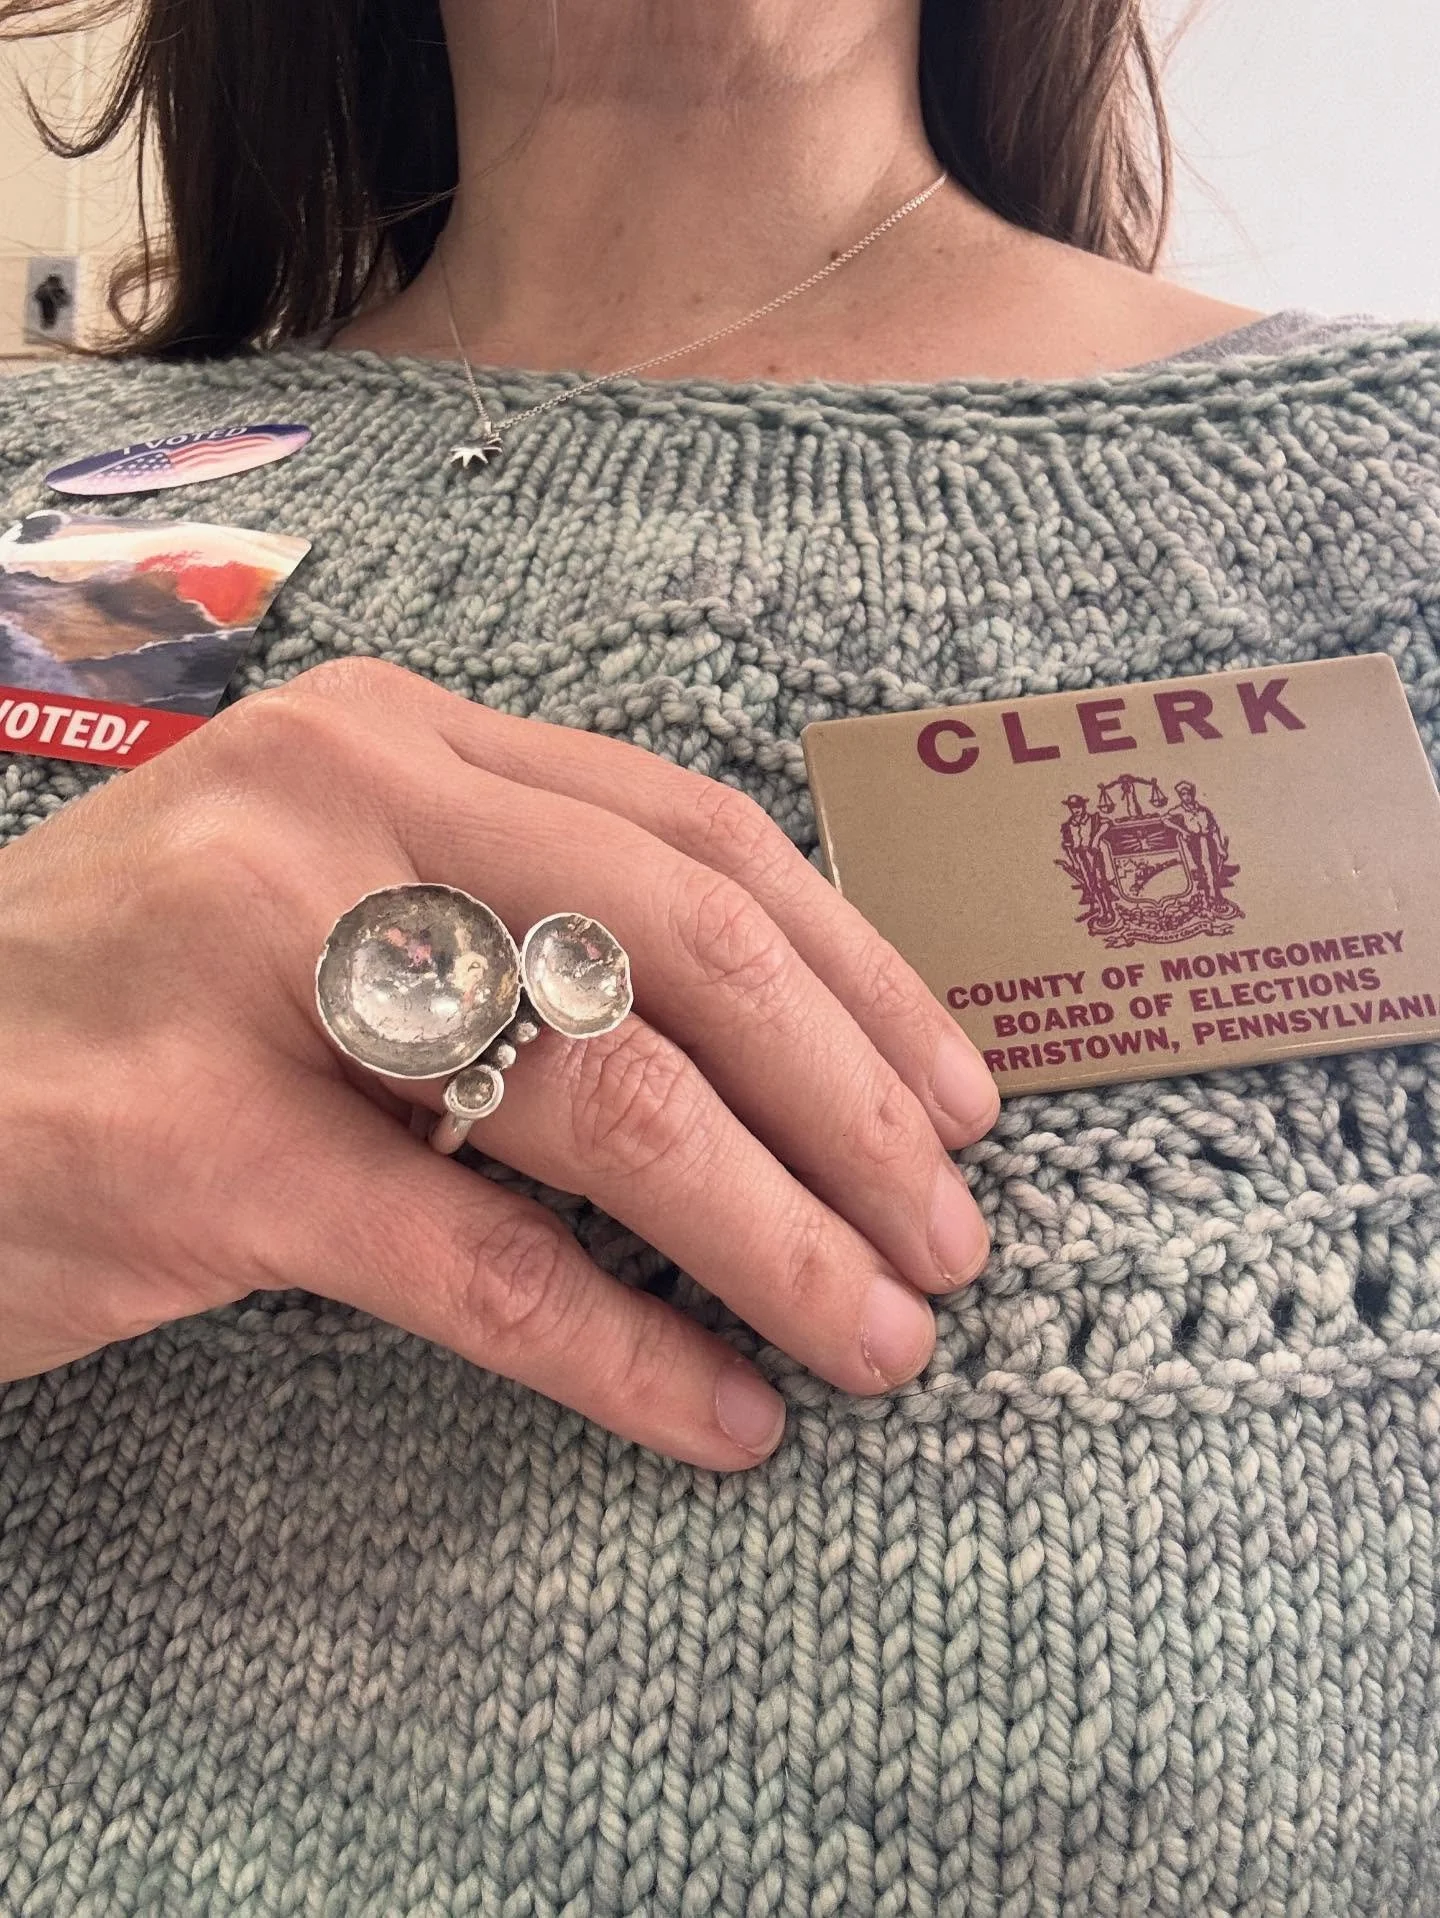 I VOTED
VOTED!
CLERK
COUNTY OF MONTGOMERY
BOARD OF ELECTIONS
RRISTOWN, PENNSYLVANI